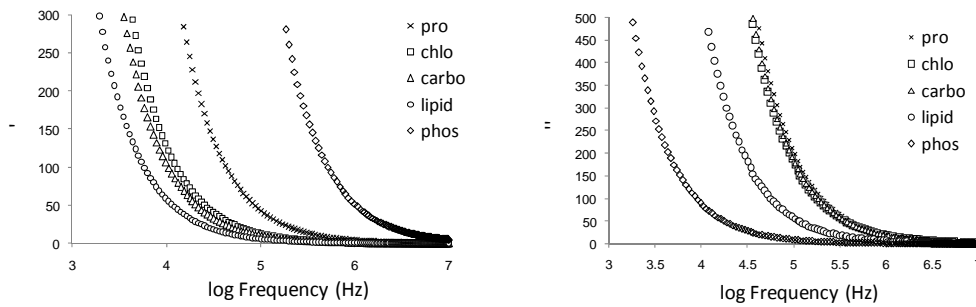 300
250
200
150
100
50
0
'
3 4 5 6 7
log Frequency (Hz)
pro
chlo
carbo
lipid
phos
500
450
400
350
300
250
200
150
100
50
0
"
3 3.5 4 4.5 5 5.5 6 6.5 7
log Frequency (Hz)
pro
chlo
carbo
lipid
phos